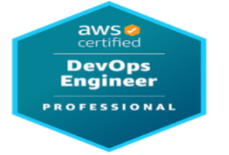 aws
certified
DevOps
Engineer
PROFESSIONAL